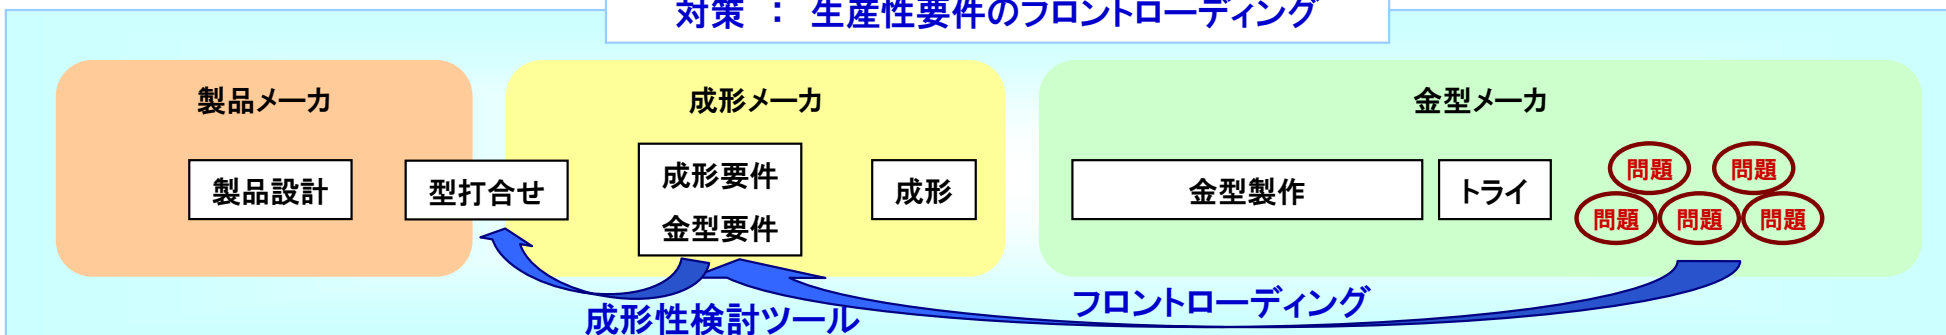 対策 ： 生産性要件のフロントローディング
製品メーカ
成形メーカ
金型メーカ
製品設計
型打合せ
成形要件
金型要件
成形
金型製作
トライ
問題
問題
問題
問題
問題
成形性検討ツール
フロントローディング